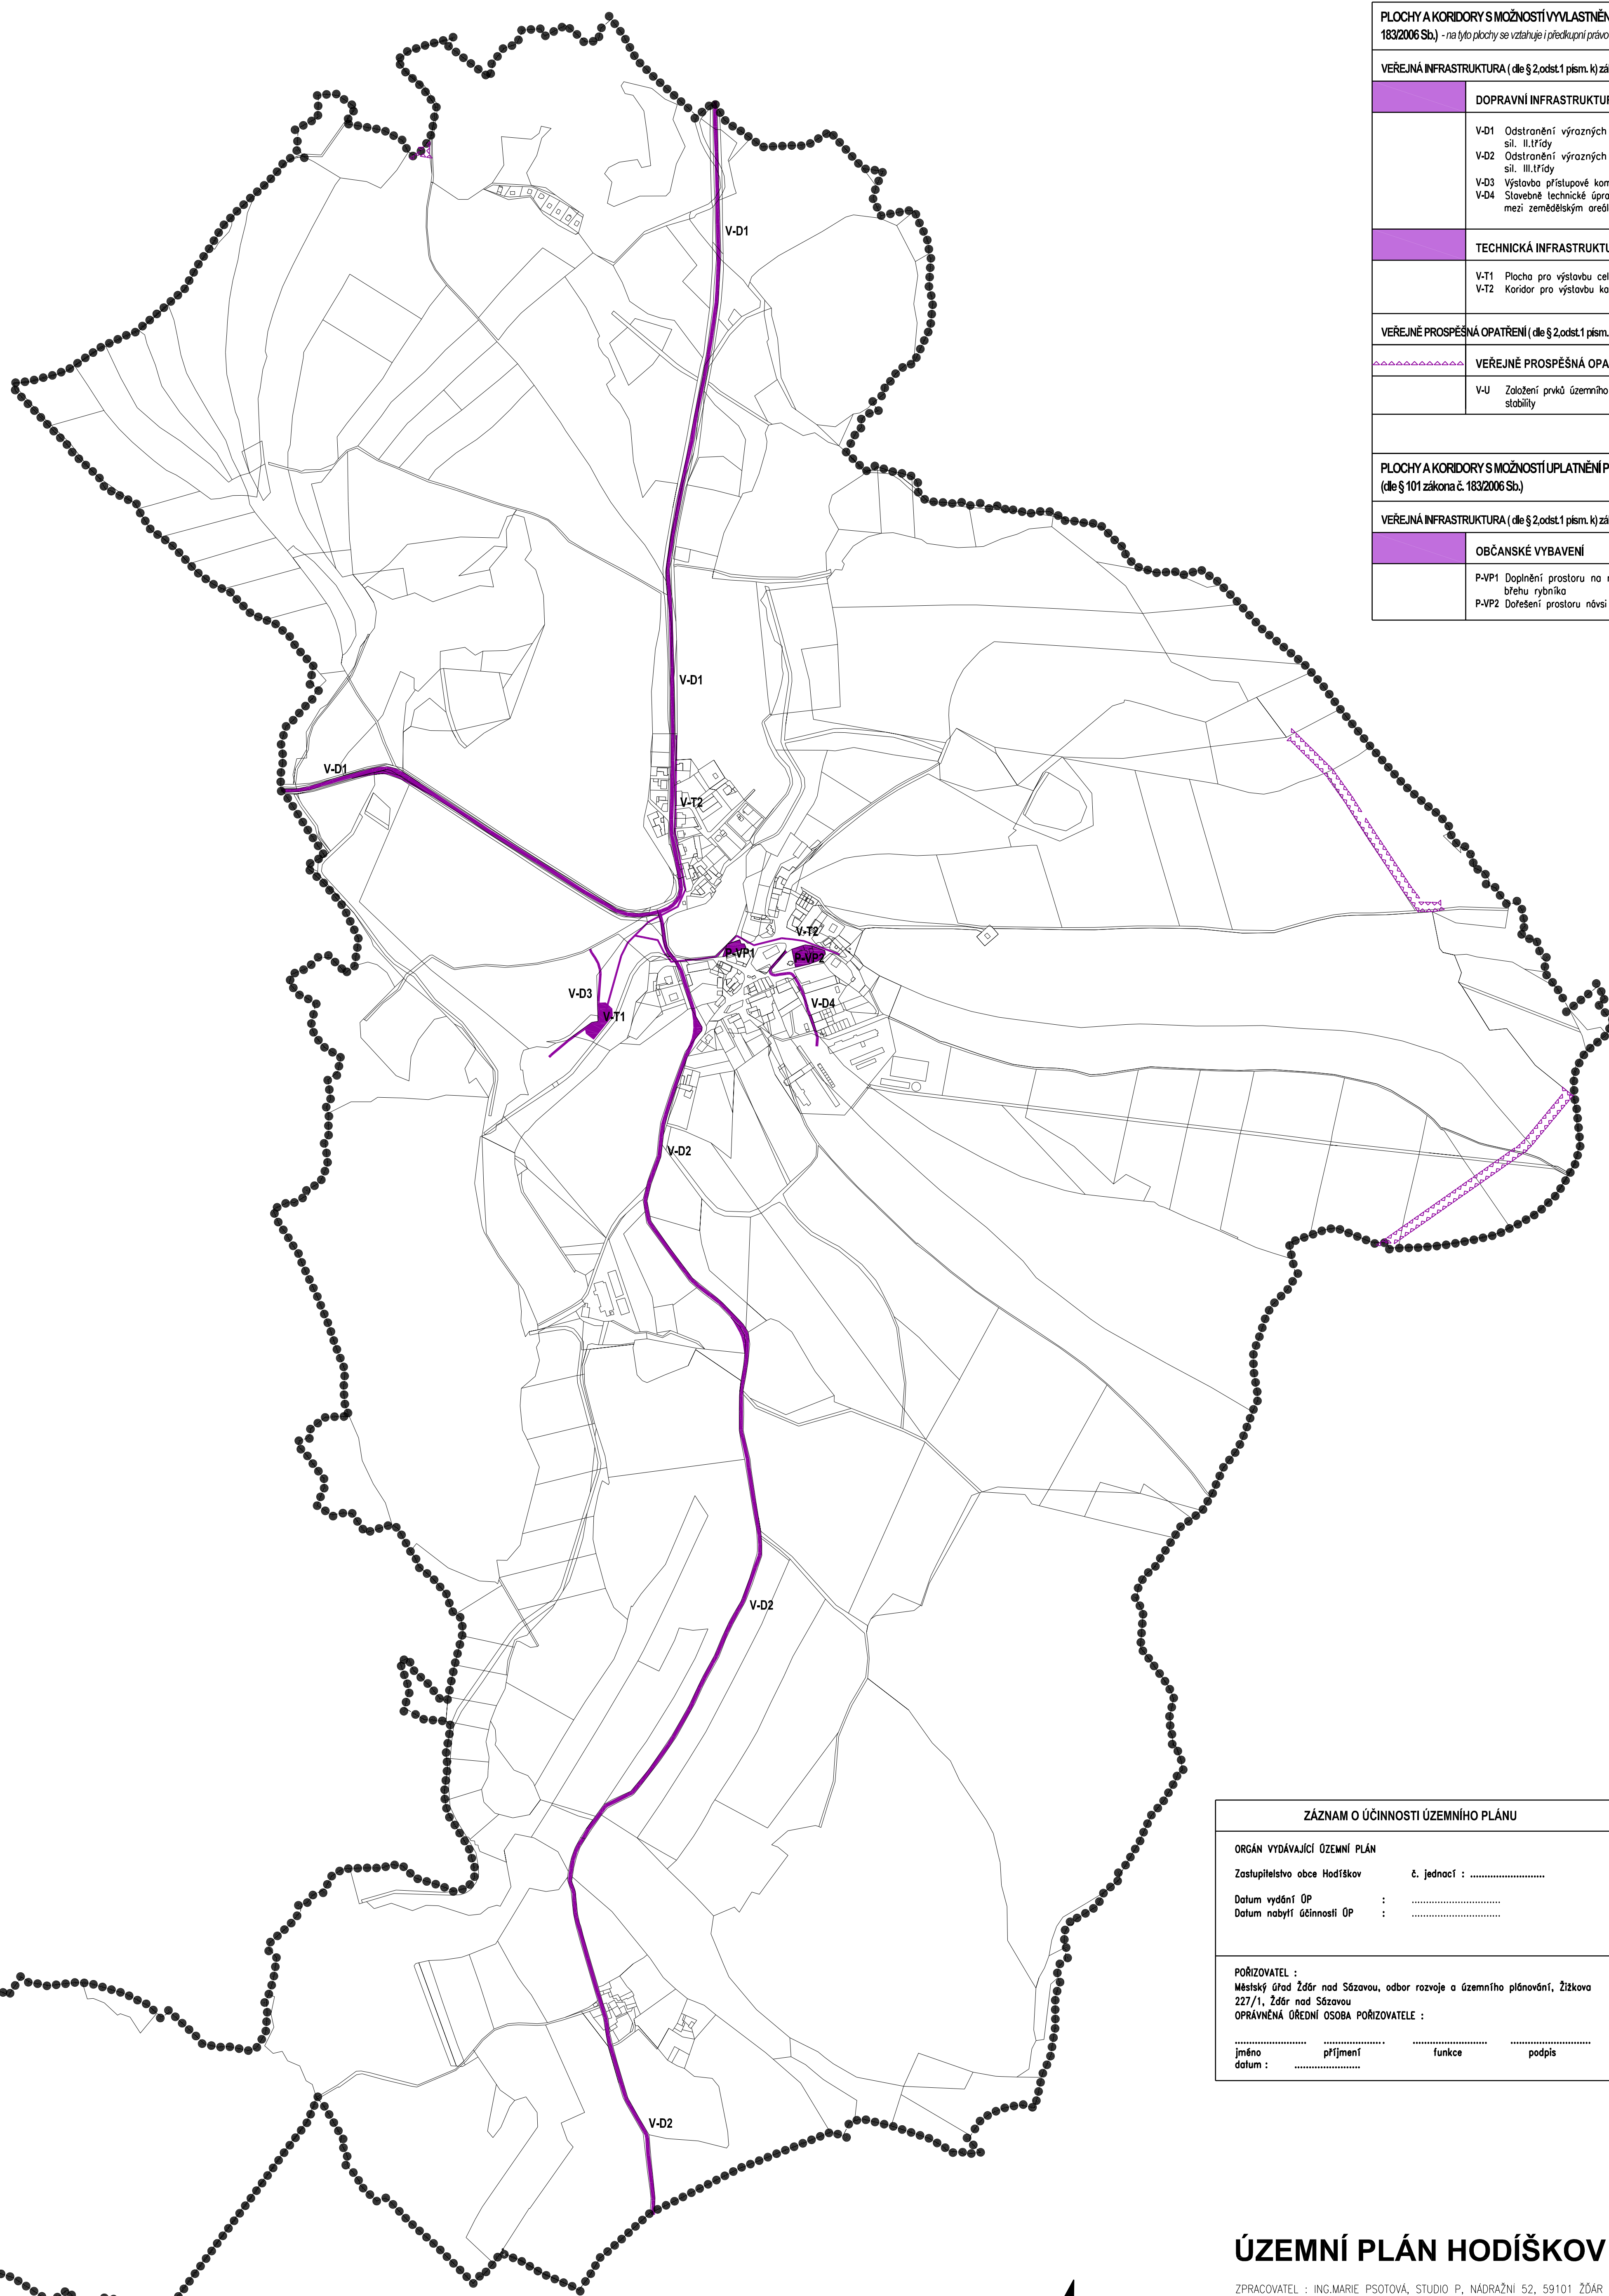 PLOCHY A KORIDORY S MOŽNOSTÍ VYVLASTNĚN
183/2006 Sb.) - na tyto plochy se vztahuje i předkupní právo
VEŘEJNÁ INFRASTRUKTURA ( dle § 2,odst.1 písm. k) zá
DOPRAVNÍ INFRASTRUKTU
V-D1 Odstranění výrazných
sil. II.třídy
V-D2 Odstranění výrazných
sil. III.třídy
V-D3 Výstavba přístupové kom
V-D4 Stavebně technické úpra
mezi zemědělským areál
TECHNICKÁ INFRASTRUKTU
V-T1 Plocha pro výstavbu cel
V-T2 Koridor pro výstavbu ka
VEŘEJNĚ PROSPĚŠNÁ OPATŘENÍ ( dle § 2,odst.1 písm.
VEŘEJNĚ PROSPĚŠNÁ OPA
V-U Založení prvků územního
stability
PLOCHY A KORIDORY S MOŽNOSTÍ UPLATNĚNÍ P
(dle § 101 zákona č. 183/2006 Sb.)
VEŘEJNÁ INFRASTRUKTURA ( dle § 2,odst.1 písm. k) zá
OBČANSKÉ VYBAVENÍ
P-VP1 Doplnění prostoru na
břehu rybníka
P-VP2 Dořešení prostoru návsi
V-D1
V-D1
V-D1
V-T2
V-T2
P-VP1
P-VP2
V-D3
V-T1
V-D4
V-D2
V-D2
V-D2
ZÁZNAM O ÚČINNOSTI ÚZEMNÍHO PLÁNU
ORGÁN VYDÁVAJÍCÍ ÚZEMNÍ PLÁN
Zastupitelstvo obce Hodíškov č. jednací : ..........................
Datum vydání ÚP : ...............................
Datum nabytí účinnosti ÚP : ...............................
POŘIZOVATEL :
Městský úřad Žďár nad Sázavou, odbor rozvoje a územního plánování, Žižkova
227/1, Žďár nad Sázavou
OPRÁVNĚNÁ ÚŘEDNÍ OSOBA POŘIZOVATELE :
......................... ..................... .......................... ............................
jméno příjmení funkce podpis
datum : .......................
ÚZEMNÍ PLÁN HODÍŠKOV
ZPRACOVATEL : ING.MARIE PSOTOVÁ, STUDIO P, NÁDRAŽNÍ 52, 59101 ŽĎÁR